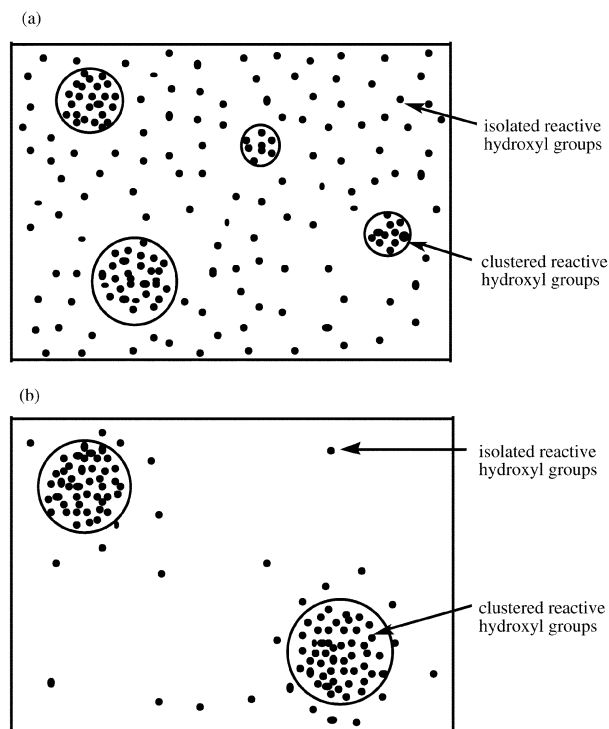 (a)
isolated reactive
hydroxyl groups
clustered reactive
hydroxyl groups
(b)
isolated reactive
hydroxyl groups
clustered reactive
hydroxyl groups